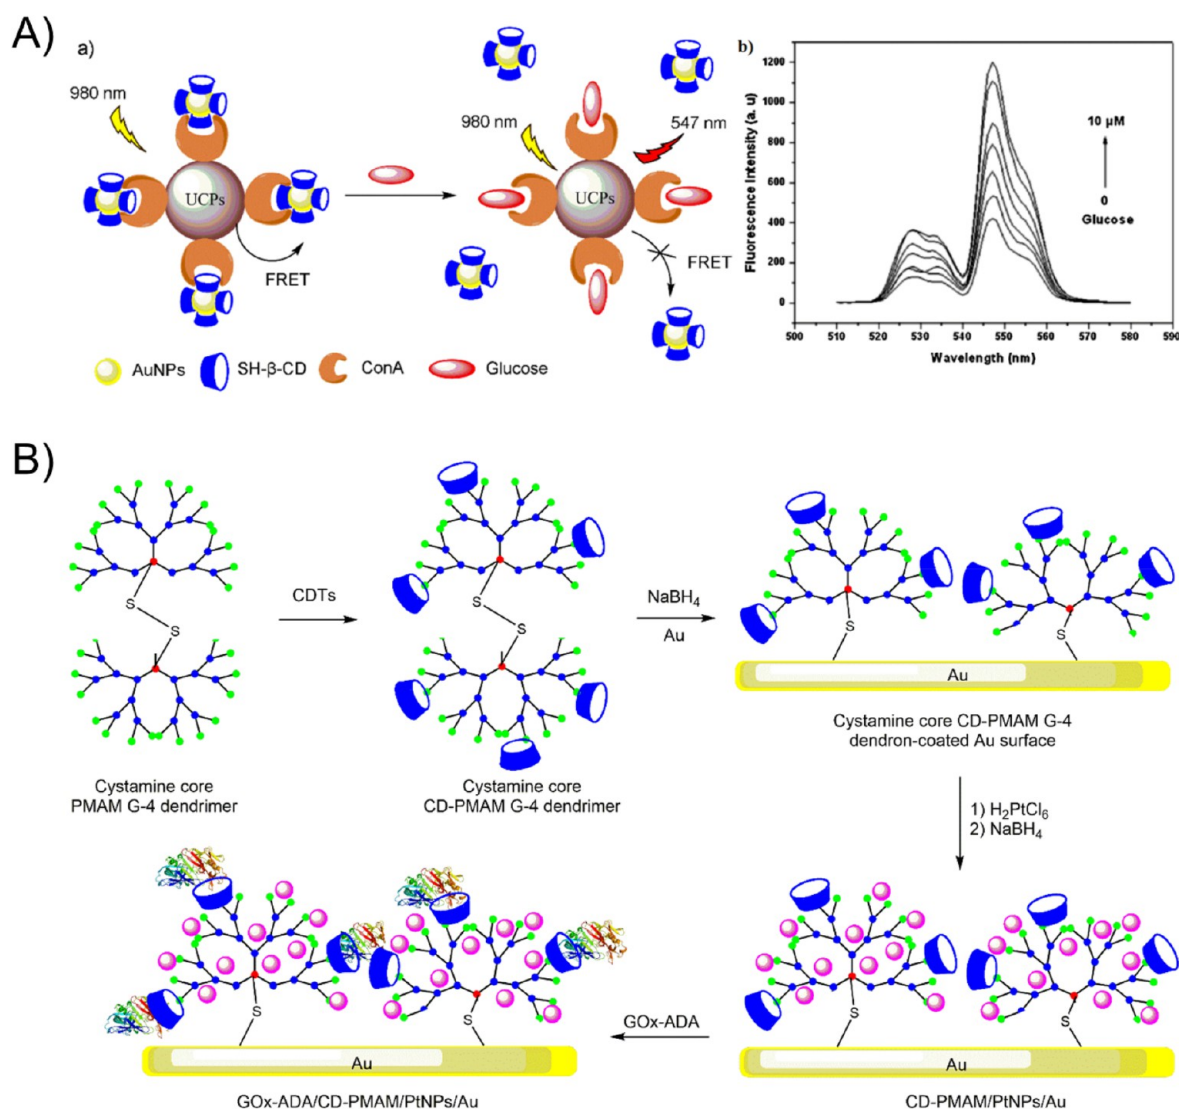 A)
a)
980 nm
UCPs
FRET
980 nm
547 nm
UCPs
FRET
AuNPs
SH-β-CD
ConA
Glucose
b)
Fluorescence Intensity (a. u)
1200
1000
800
600
400
200
0
10 µM
0
Glucose
500 510 520 530 540 550 560 570 580 590
Wavelength (nm)
B)
S
S
Cystamine core
PMAM G-4 dendrimer
CDTs
S
S
Cystamine core
CD-PMAM G-4 dendrimer
NaBH4
Au
S
S
Au
Cystamine core CD-PMAM G-4
dendron-coated Au surface
1) H2PtCl6
2) NaBH4
S
S
Au
CD-PMAM/PtNPs/Au
GOx-ADA
S
S
Au
GOx-ADA/CD-PMAM/PtNPs/Au